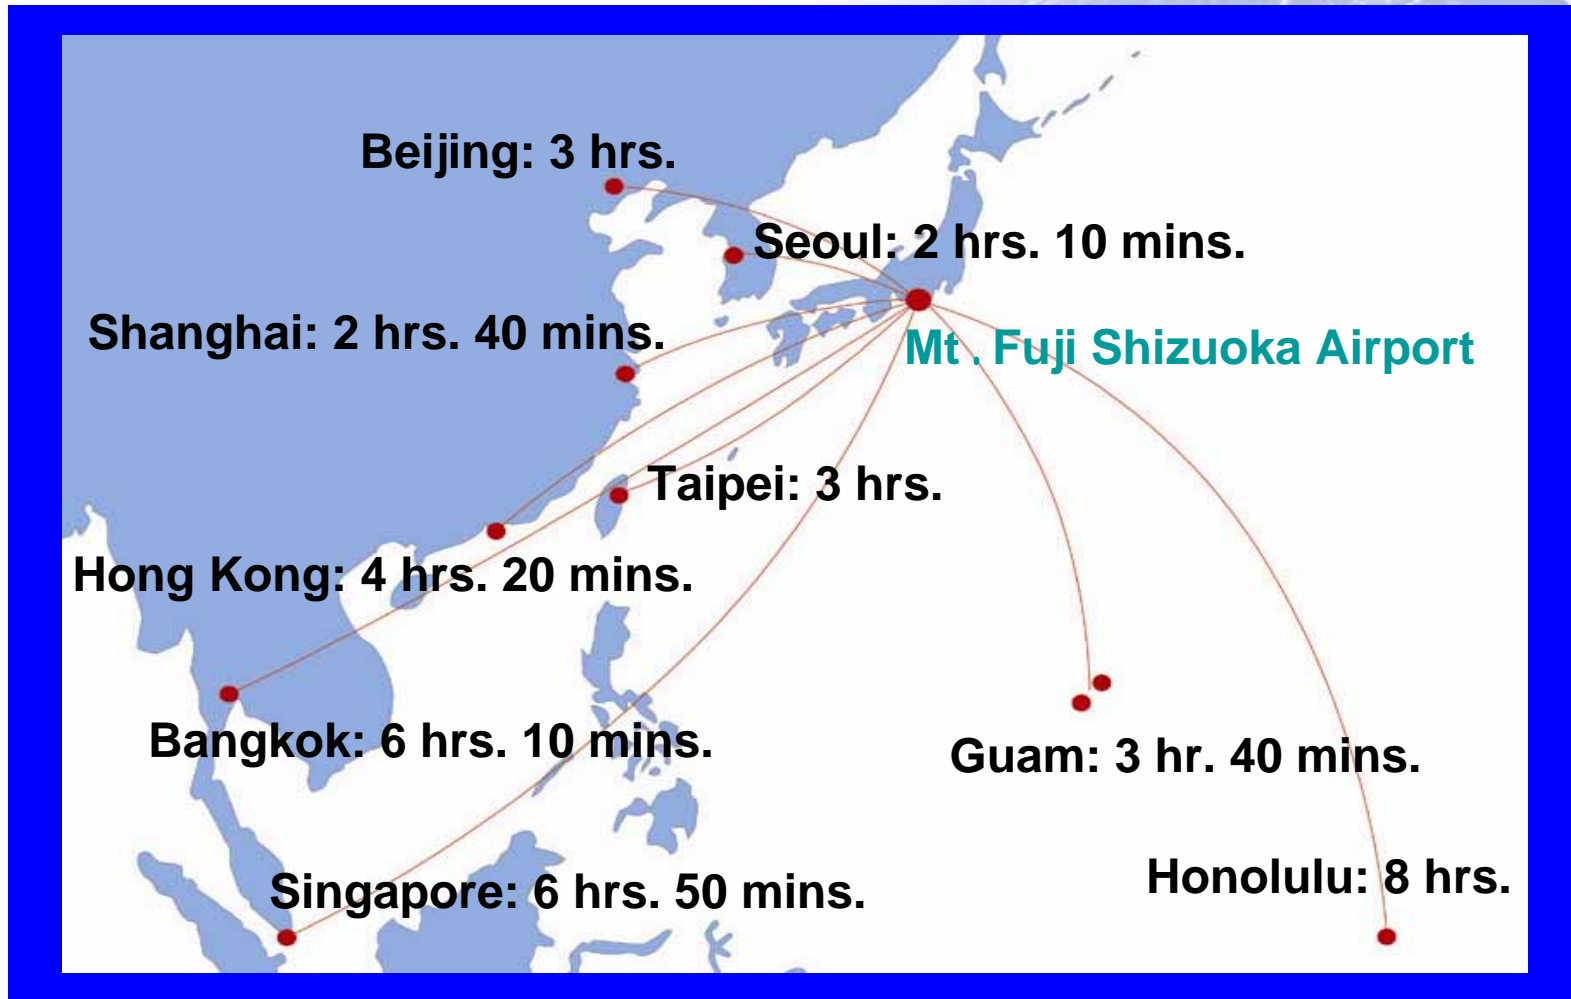 Beijing: 3 hrs.
Seoul: 2 hrs. 10 mins.
Shanghai: 2 hrs. 40 mins.
Mt . Fuji Shizuoka Airport
Taipei: 3 hrs.
Hong Kong: 4 hrs. 20 mins.
Bangkok: 6 hrs. 10 mins.
Guam: 3 hr. 40 mins.
Singapore: 6 hrs. 50 mins.
Honolulu: 8 hrs.